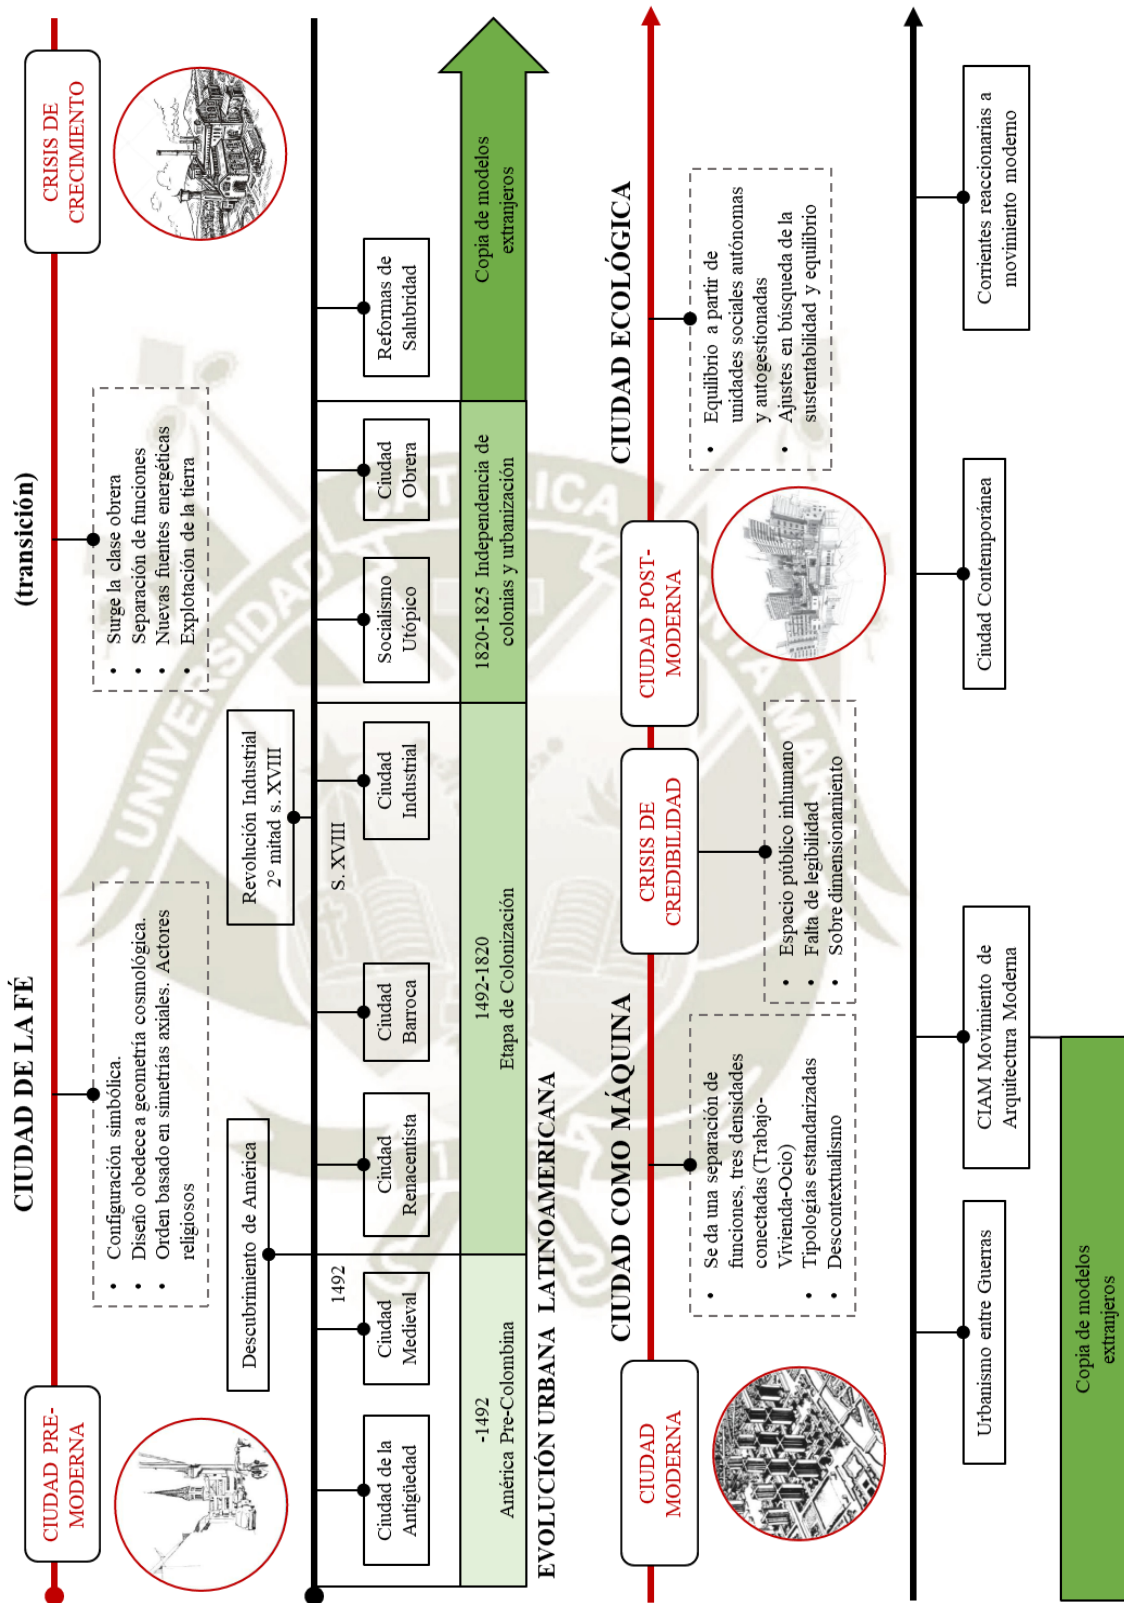 CIUDAD DE LA FÉ
(transición)
CIUDAD PRE-
MODERNA
CRISIS DE
CRECIMIENTO
• Configuración simbólica.
• Diseño obedece a geometría cosmológica.
• Orden basado en simetrías axiales. Actores
religiosos
• Surge la clase obrera
• Separación de funciones
• Nuevas fuentes energéticas
• Explotación de la tierra
Descubrimiento de América
Revolución Industrial
2° mitad s. XVIII
1492
S. XVIII
Ciudad de la
Antigüedad
Ciudad
Medieval
Ciudad
Renacentista
Ciudad
Barroca
Ciudad
Industrial
Socialismo
Utópico
Ciudad
Obrera
Reformas de
Salubridad
-1492
América Pre-Colombina
1492-1820
Etapa de Colonización
1820-1825 Independencia de
colonias y urbanización
Copia de modelos
extranjeros
EVOLUCIÓN URBANA LATINOAMERICANA
CIUDAD COMO MÁQUINA
CIUDAD ECOLÓGICA
CIUDAD
MODERNA
CRISIS DE
CREDIBILIDAD
CIUDAD POST-
MODERNA
• Se da una separación de
funciones, tres densidades
conectadas (Trabajo-
Vivienda-Ocio)
• Tipologías estandarizadas
• Descontextualismo
• Espacio público inhumano
• Falta de legibilidad
• Sobre dimensionamiento
• Equilibrio a partir de
unidades sociales autónomas
y autogestionadas
• Ajustes en búsqueda de la
sustentabilidad y equilibrio
Urbanismo entre Guerras
CIAM Movimiento de
Arquitectura Moderna
Ciudad Contemporánea
Corrientes reaccionarias a
movimiento moderno
Copia de modelos
extranjeros
UNIVERSIDAD CATÓLICA